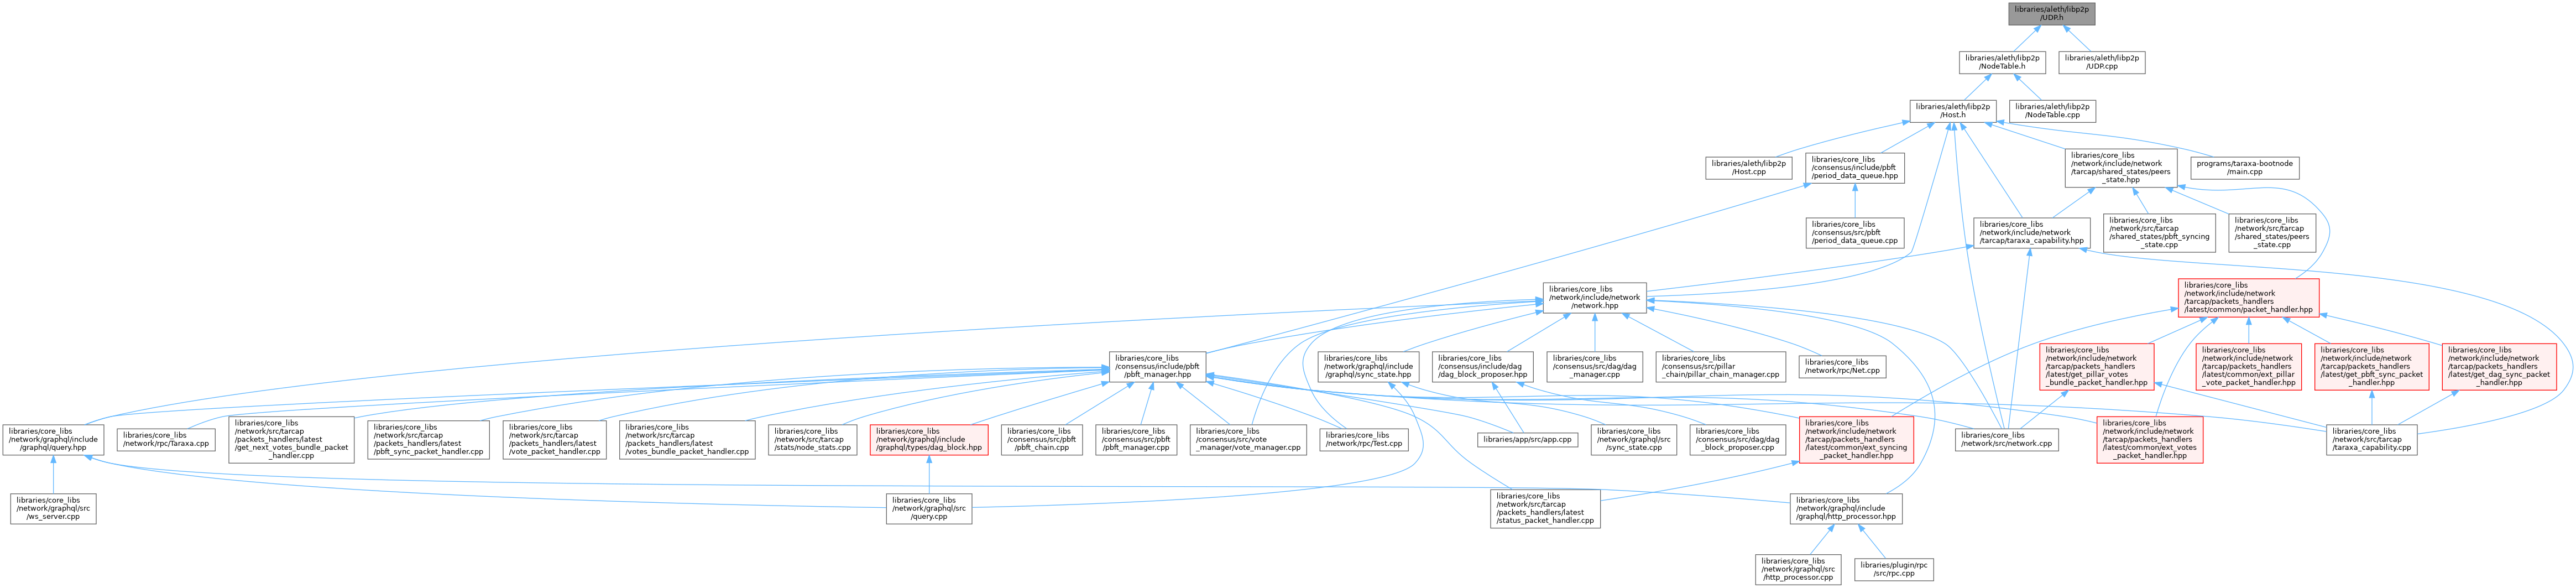 libraries/aleth/libp2p
/UDP.h
libraries/aleth/libp2p
/NodeTable.h
libraries/aleth/libp2p
/UDP.cpp
libraries/aleth/libp2p
/Host.h
libraries/aleth/libp2p
/NodeTable.cpp
libraries/aleth/libp2p
/Host.cpp
libraries/core_libs
/consensus/include/pbft
/period_data_queue.hpp
libraries/core_libs
/network/include/network
/tarcap/shared_states/peers
_state.hpp
programs/taraxa-bootnode
/main.cpp
libraries/core_libs
/consensus/src/pbft
/period_data_queue.cpp
libraries/core_libs
/network/include/network
/tarcap/taraxa_capability.hpp
libraries/core_libs
/network/src/tarcap
/shared_states/pbft_syncing
_state.cpp
libraries/core_libs
/network/src/tarcap
/shared_states/peers
_state.cpp
libraries/core_libs
/network/include/network
/network.hpp
libraries/core_libs
/network/include/network
/tarcap/packets_handlers
/latest/common/packet_handler.hpp
libraries/core_libs
/consensus/include/pbft
/pbft_manager.hpp
libraries/core_libs
/network/graphql/include
/graphql/sync_state.hpp
libraries/core_libs
/consensus/include/dag
/dag_block_proposer.hpp
libraries/core_libs
/consensus/src/dag/dag
_manager.cpp
libraries/core_libs
/consensus/src/pillar
_chain/pillar_chain_manager.cpp
libraries/core_libs
/network/rpc/Net.cpp
libraries/core_libs
/network/include/network
/tarcap/packets_handlers
/latest/get_pillar_votes
_bundle_packet_handler.hpp
libraries/core_libs
/network/include/network
/tarcap/packets_handlers
/latest/common/ext_pillar
_vote_packet_handler.hpp
libraries/core_libs
/network/include/network
/tarcap/packets_handlers
/latest/get_pbft_sync_packet
_handler.hpp
libraries/core_libs
/network/include/network
/tarcap/packets_handlers
/latest/get_dag_sync_packet
_handler.hpp
libraries/core_libs
/network/graphql/include
/graphql/query.hpp
libraries/core_libs
/network/rpc/Taraxa.cpp
libraries/core_libs
/network/src/tarcap
/packets_handlers/latest
/get_next_votes_bundle_packet
_handler.cpp
libraries/core_libs
/network/src/tarcap
/packets_handlers/latest
/pbft_sync_packet_handler.cpp
libraries/core_libs
/network/src/tarcap
/packets_handlers/latest
/vote_packet_handler.cpp
libraries/core_libs
/network/src/tarcap
/packets_handlers/latest
/votes_bundle_packet_handler.cpp
libraries/core_libs
/network/src/tarcap
/stats/node_stats.cpp
libraries/core_libs
/network/graphql/include
/graphql/types/dag_block.hpp
libraries/core_libs
/consensus/src/pbft
/pbft_chain.cpp
libraries/core_libs
/consensus/src/pbft
/pbft_manager.cpp
libraries/core_libs
/consensus/src/vote
_manager/vote_manager.cpp
libraries/core_libs
/network/rpc/Test.cpp
libraries/app/src/app.cpp
libraries/core_libs
/network/graphql/src
/sync_state.cpp
libraries/core_libs
/consensus/src/dag/dag
_block_proposer.cpp
libraries/core_libs
/network/include/network
/tarcap/packets_handlers
/latest/common/ext_syncing
_packet_handler.hpp
libraries/core_libs
/network/src/network.cpp
libraries/core_libs
/network/include/network
/tarcap/packets_handlers
/latest/common/ext_votes
_packet_handler.hpp
libraries/core_libs
/network/src/tarcap
/taraxa_capability.cpp
libraries/core_libs
/network/graphql/src
/ws_server.cpp
libraries/core_libs
/network/graphql/src
/query.cpp
libraries/core_libs
/network/src/tarcap
/packets_handlers/latest
/status_packet_handler.cpp
libraries/core_libs
/network/graphql/include
/graphql/http_processor.hpp
libraries/core_libs
/network/graphql/src
/http_processor.cpp
libraries/plugin/rpc
/src/rpc.cpp